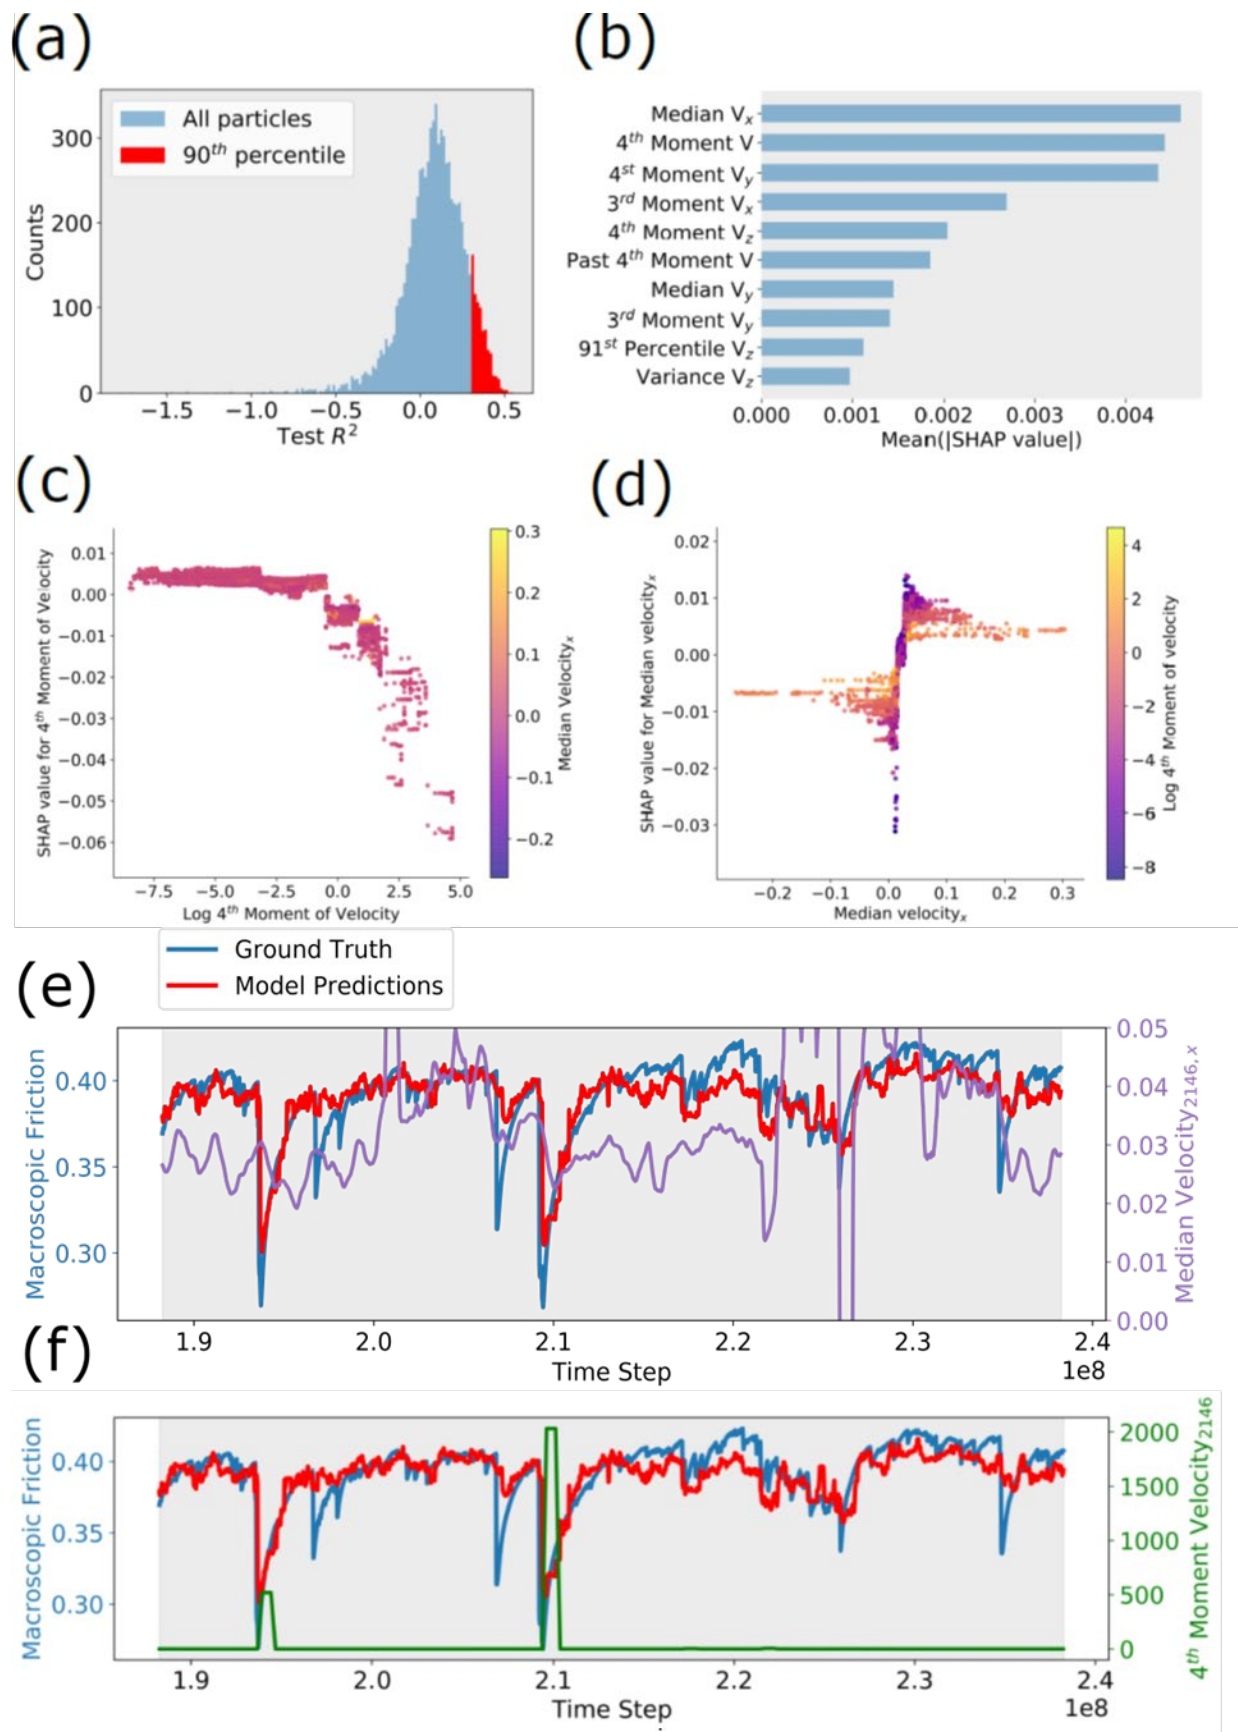 (a)
All particles
90th percentile
Counts
300
200
100
0
−1.5 −1.0 −0.5 0.0 0.5
Test R2
(b)
Median Vx
4th Moment V
4st Moment Vy
3rd Moment Vx
4th Moment Vz
Past 4th Moment V
Median Vy
3rd Moment Vy
91st Percentile Vz
Variance Vz
0.000 0.001 0.002 0.003 0.004
Mean(|SHAP value|)
(c)
SHAP value for 4th Moment of Velocity
0.01
0.00
−0.01
−0.02
−0.03
−0.04
−0.05
−0.06
−7.5 −5.0 −2.5 0.0 2.5 5.0
Log 4th Moment of Velocity
0.3
0.2
0.1
0.0
−0.1
−0.2
Median Velocityx
(d)
SHAP value for Median velocityx
0.02
0.01
0.00
−0.01
−0.02
−0.03
−0.2 −0.1 0.0 0.1 0.2 0.3
Median velocityx
4
2
0
−2
−4
−6
−8
Log 4th Moment of velocity
(e)
Ground Truth
Model Predictions
Macroscopic Friction
0.40
0.35
0.30
1.9 2.0 2.1 2.2 2.3 2.4
Time Step
1e8
0.05
0.04
0.03
0.02
0.01
0.00
Median Velocity2146, x
(f)
Macroscopic Friction
0.40
0.35
0.30
1.9 2.0 2.1 2.2 2.3 2.4
Time Step
1e8
2000
1500
1000
500
0
4th Moment Velocity2146